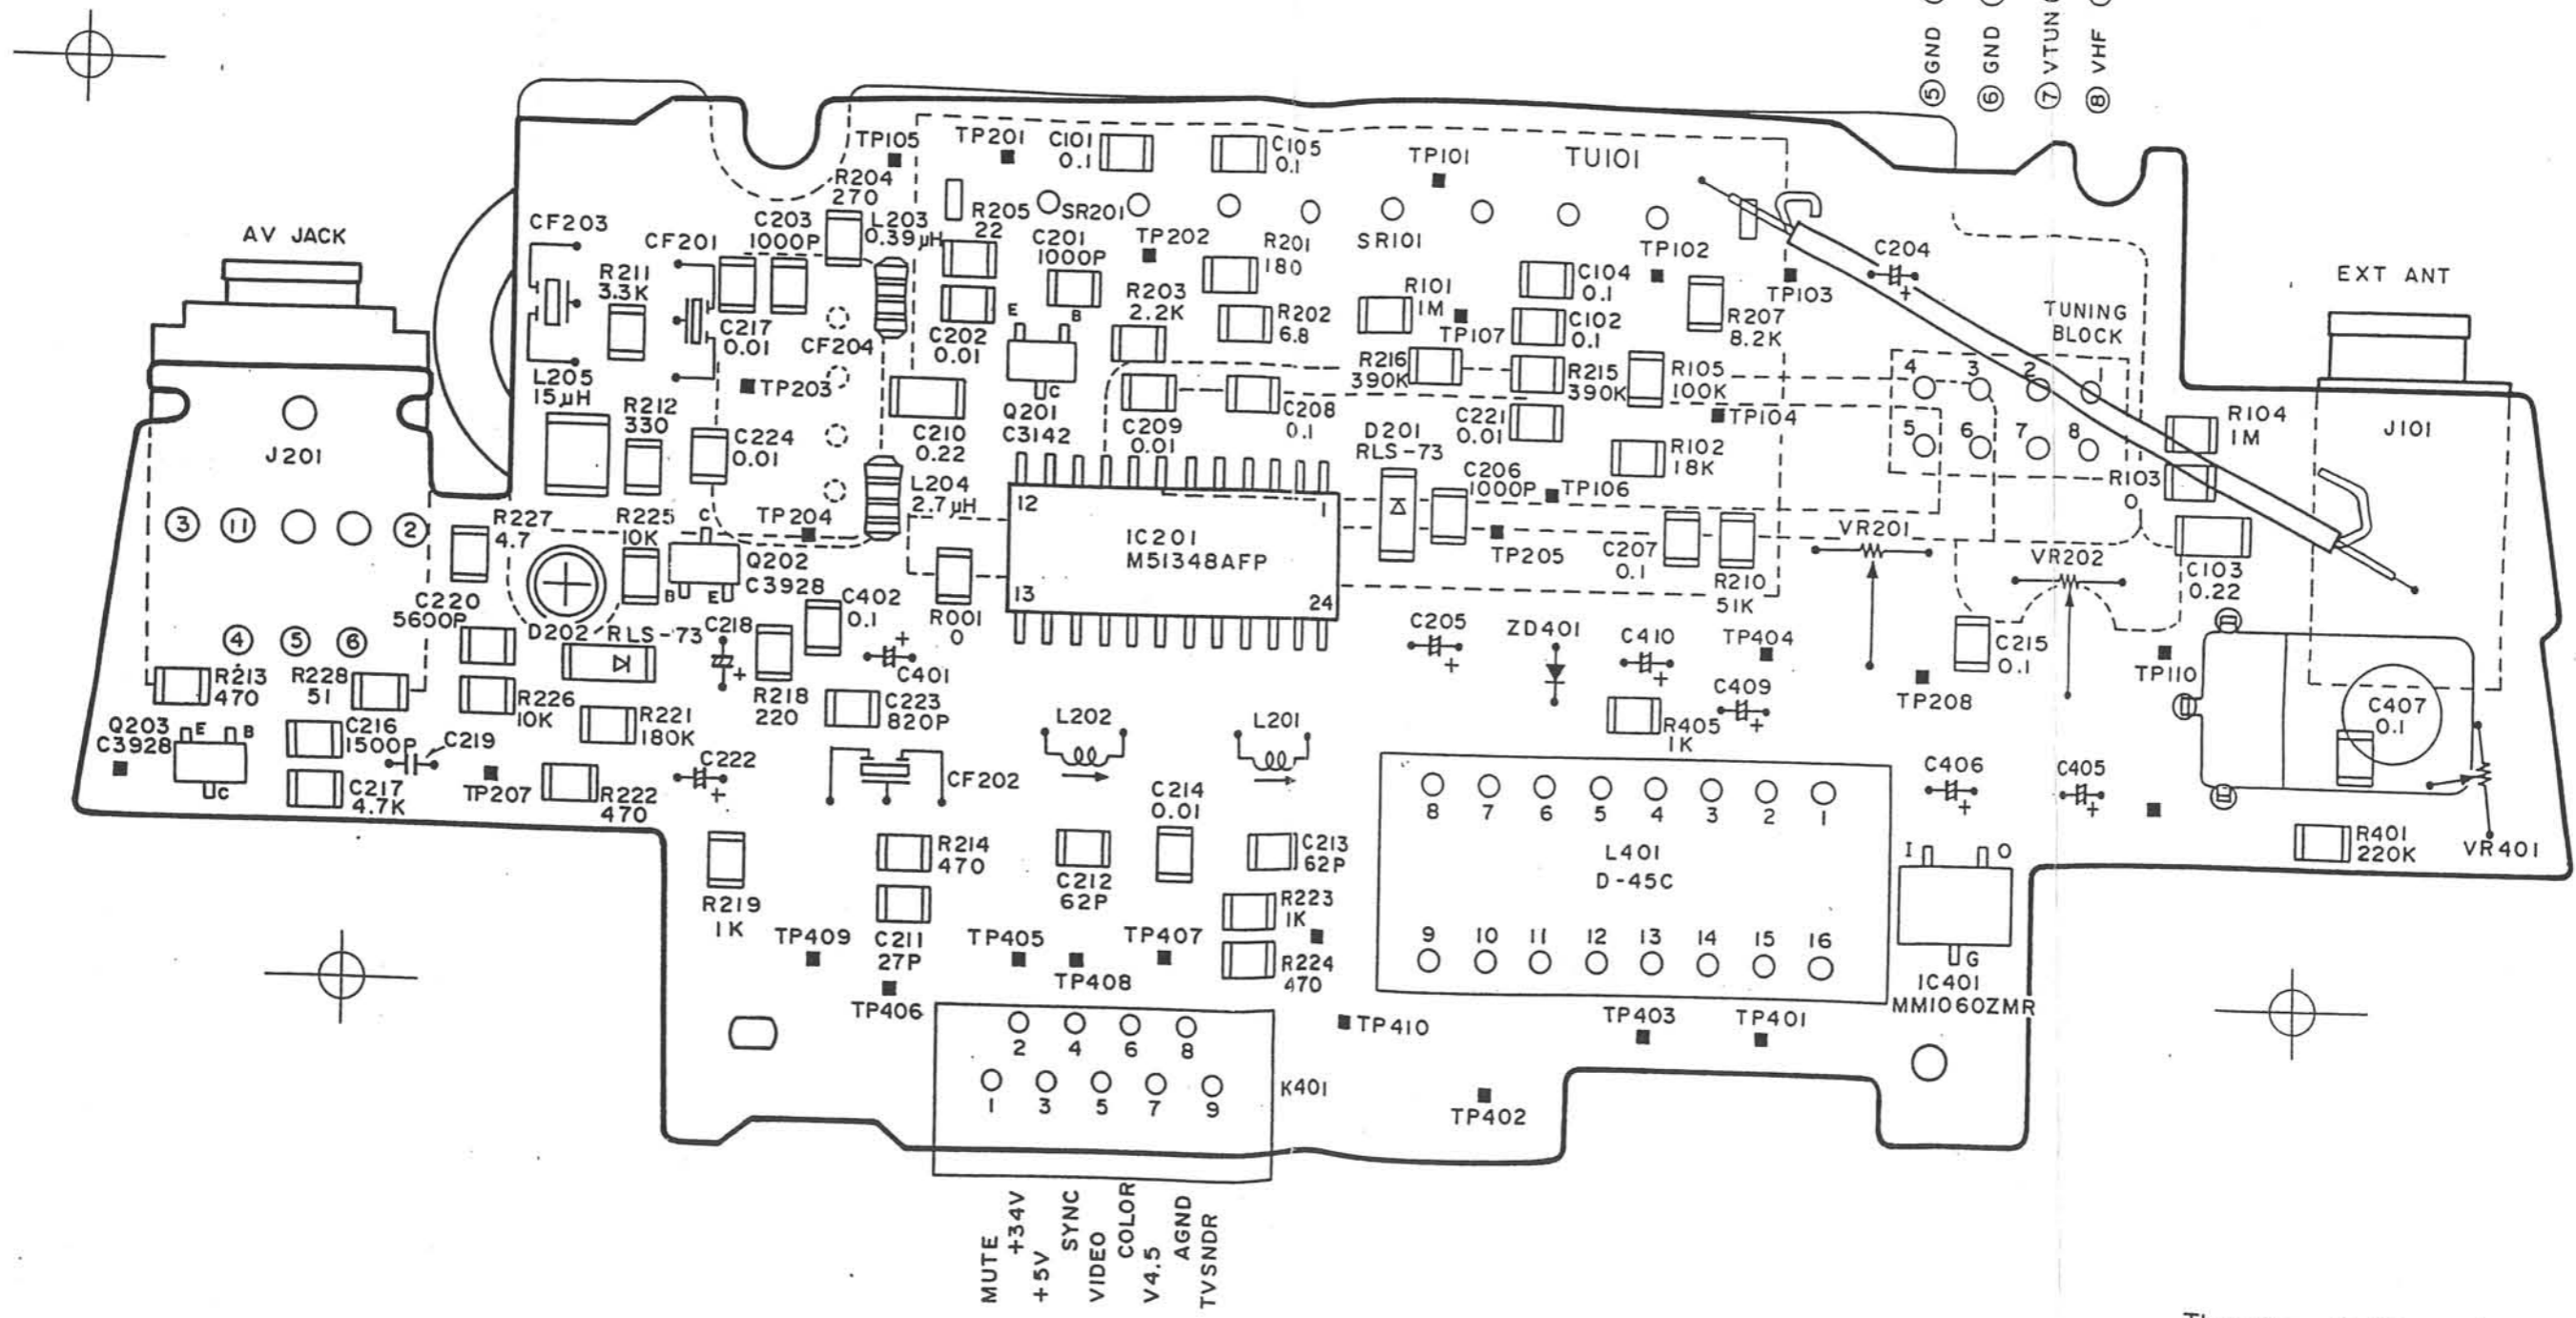 ⑤ GND
⑥ GND
⑦ VTUN
⑧ VHF
TP105
TP201
C101
0.1
C105
0.1
TP101
TU101
R204
270
CF203
AV JACK
CF201
C203
1000P
L203
0.39µH
R205
22
SR201
C201
1000P
TP202
R201
180
SR101
TP102
C204
+
EXT ANT
R211
3.3K
C217
0.01
CF204
C202
0.01
E
B
C
R203
2.2K
R202
6.8
R101
1M
TP107
C104
0.1
C102
0.1
TP103
R207
8.2K
TUNING
BLOCK
L205
15µH
TP203
R216
390K
R215
390K
R105
100K
4
3
2
1
5
6
7
8
R212
330
C224
0.01
C210
0.22
Q201
C3142
C209
0.01
C208
0.1
D201
RLS-73
C221
0.01
TP104
R102
18K
R104
1M
J101
J201
L204
2.7µH
12
1
IC201
M51348AFP
13
24
C206
1000P
TP106
R103
0
③
⑪
②
R227
4.7
R225
10K
C
TP204
Q202
C3928
B
E
TP205
C207
0.1
R210
51K
VR201
VR202
C103
0.22
C220
5600P
D202 RLS-73
C218
+
C402
0.1
R001
0
④
⑤
⑥
C401
+
C205
+
ZD401
C410
+
TP404
C215
0.1
TP110
R213
470
R228
51
R226
10K
R221
180K
R218
220
C223
820P
L202
L201
R405
1K
C409
+
TP208
C407
0.1
Q203
C3928
E
B
C
C216
1500P
C219
C217
4.7K
TP207
R222
470
C222
+
CF202
C214
0.01
8
7
6
5
4
3
2
1
L401
D-45C
9
10
11
12
13
14
15
16
C406
+
C405
+
R401
220K
VR401
R219
1K
R214
470
C211
27P
C212
62P
C213
62P
R223
1K
R224
470
I
O
G
IC401
MM1060ZMR
TP409
TP405
TP407
TP408
TP406
TP410
TP403
TP401
TP402
2
4
6
8
1
3
5
7
9
K401
MUTE
+34V
+5V
SYNC
VIDEO
COLOR
V4.5
AGND
TVSNDR